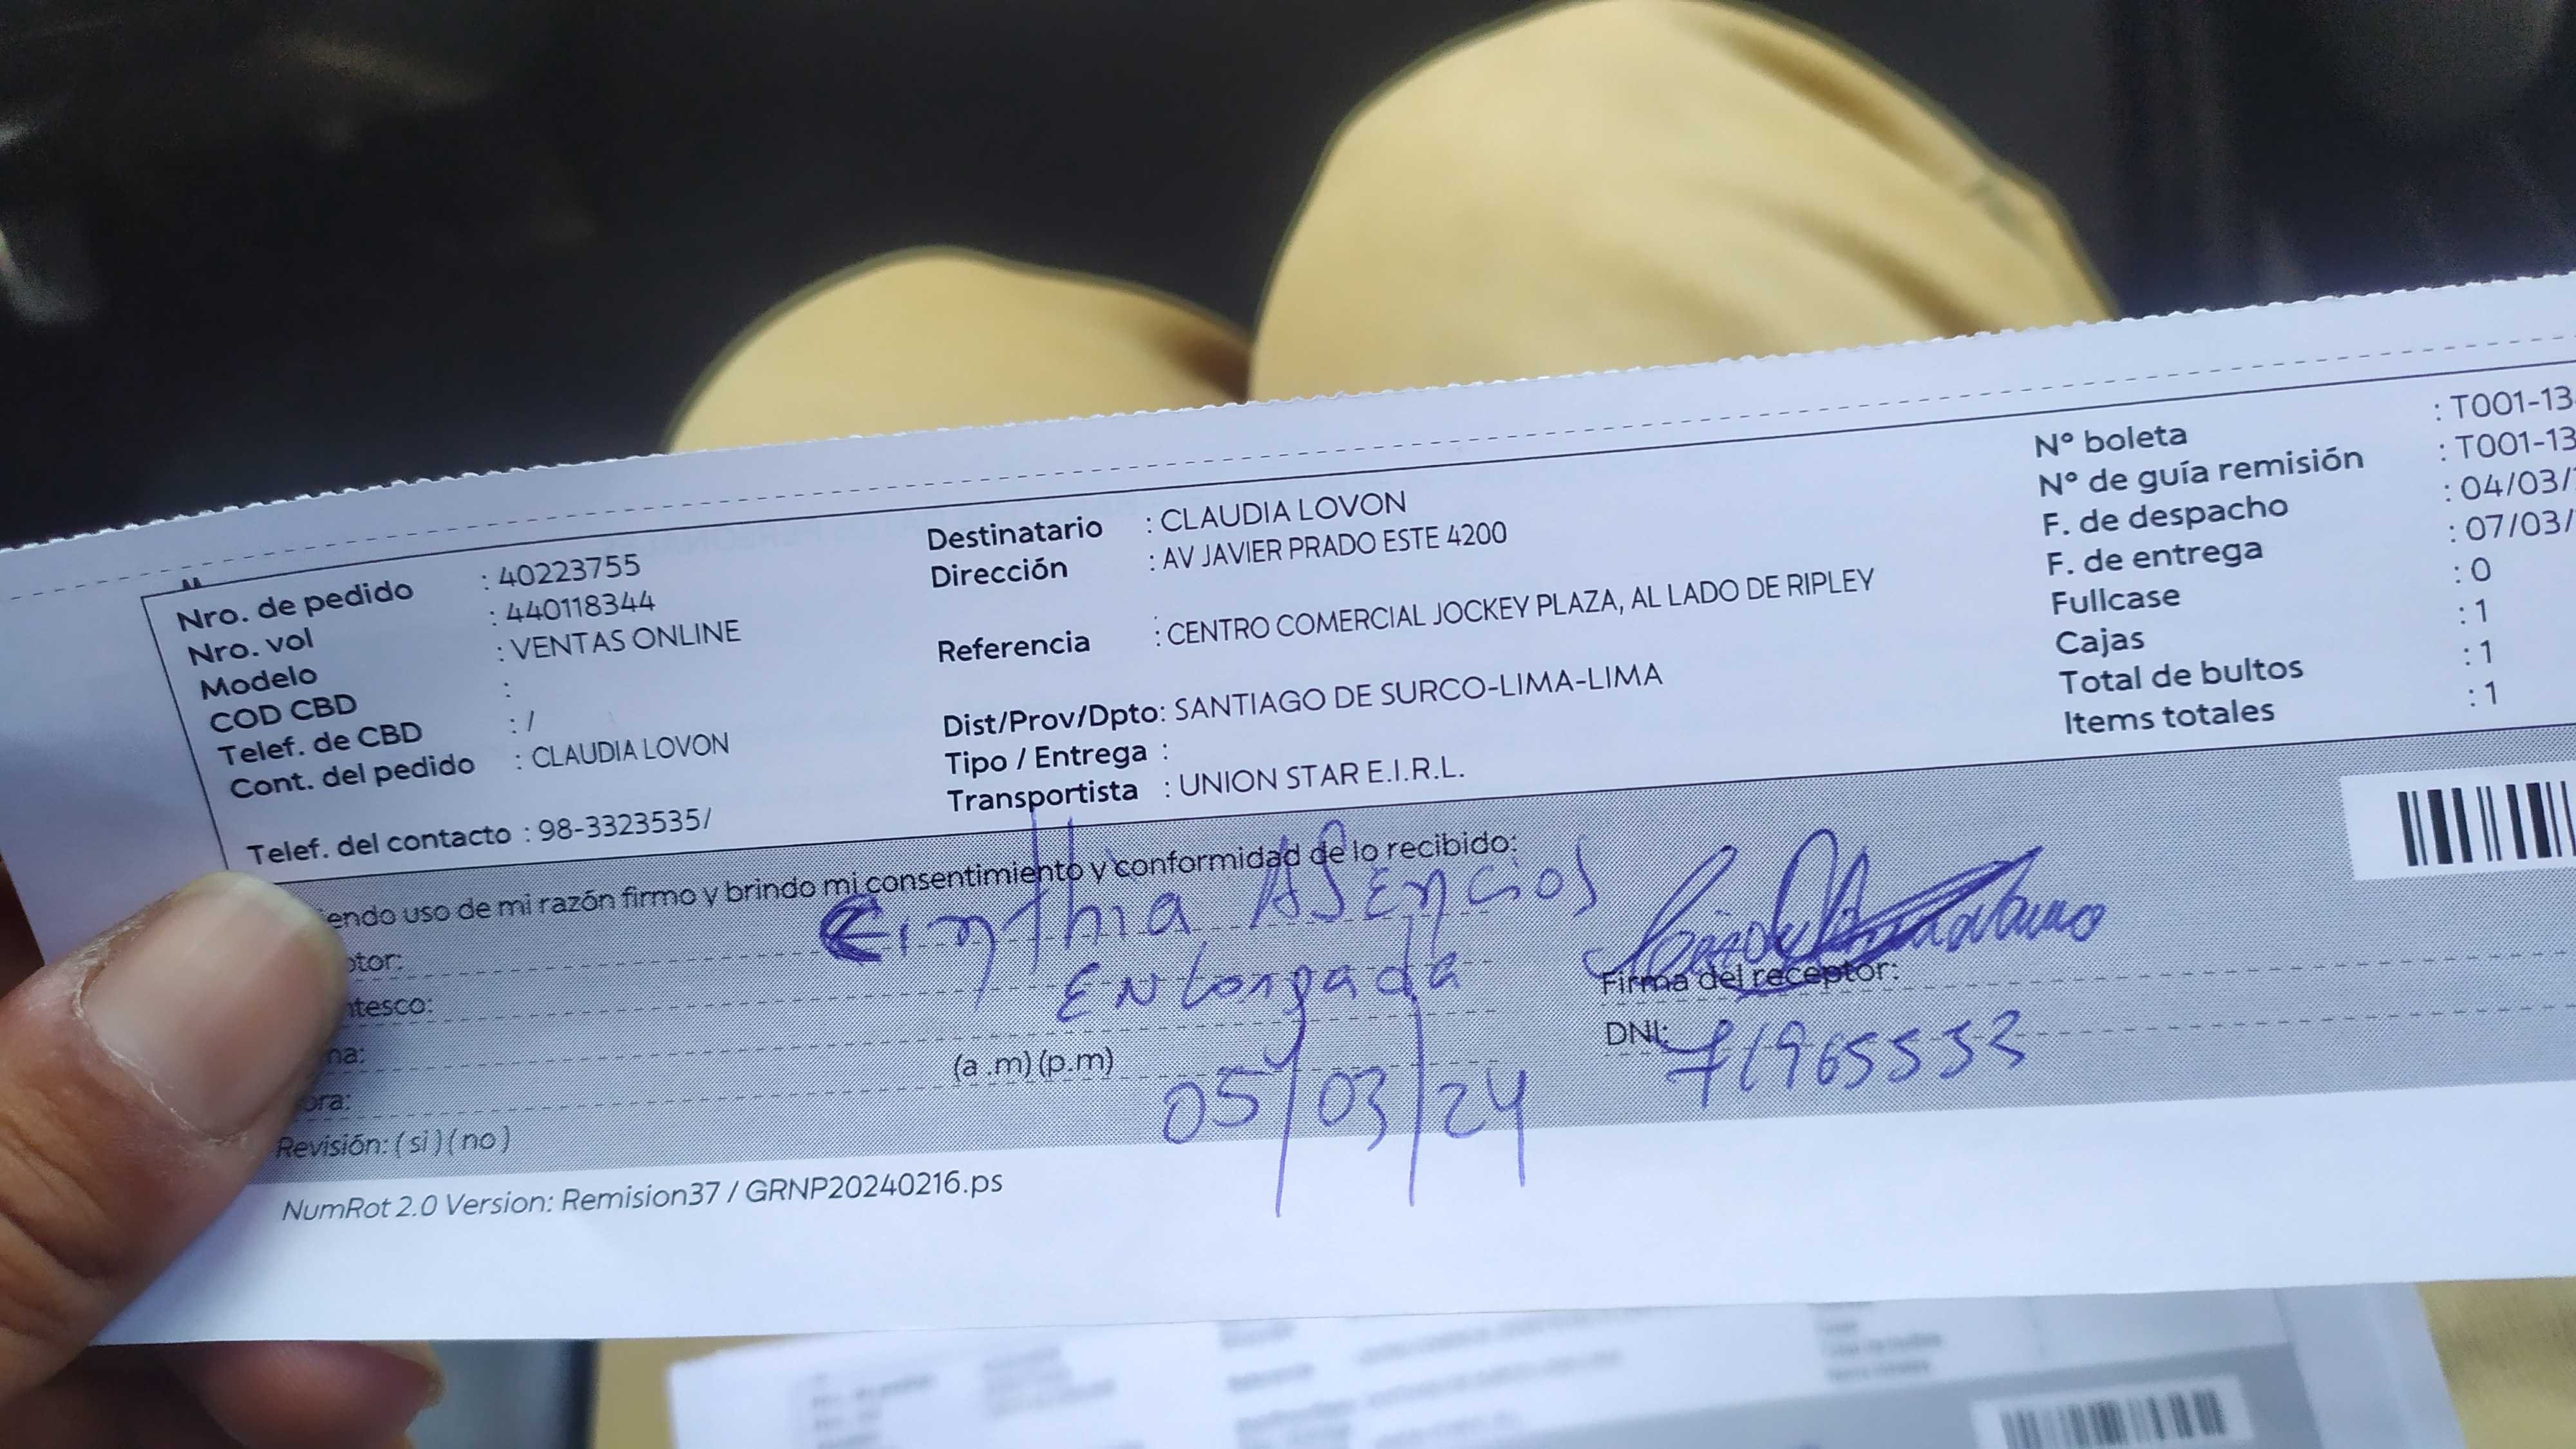 Nro. de pedido : 40223755
Nro. vol : 440118344
Modelo : VENTAS ONLINE
COD CBD :
Telef. de CBD : /
Cont. del pedido : CLAUDIA LOVON
Telef. del contacto : 98-3323535/
Destinatario : CLAUDIA LOVON
Dirección : AV JAVIER PRADO ESTE 4200
Referencia : CENTRO COMERCIAL JOCKEY PLAZA, AL LADO DE RIPLEY
Dist/Prov/Dpto: SANTIAGO DE SURCO-LIMA-LIMA
Tipo / Entrega :
Transportista : UNION STAR E.I.R.L.
Nº boleta : T001-13
Nº de guía remisión : T001-13
F. de despacho : 04/03/
F. de entrega : 07/03/
Fullcase : 0
Cajas : 1
Total de bultos : 1
Items totales : 1
endo uso de mi razón firmo y brindo mi consentimiento y conformidad de lo recibido:
ptor: Cinthia Asencios
ntesco: Encargada
na: 05/03/24
ora: (a .m) (p.m)
Revisión: ( si ) ( no )
Firma del receptor:
DNI: 71965533
NumRot 2.0 Version: Remision37 / GRNP20240216.ps